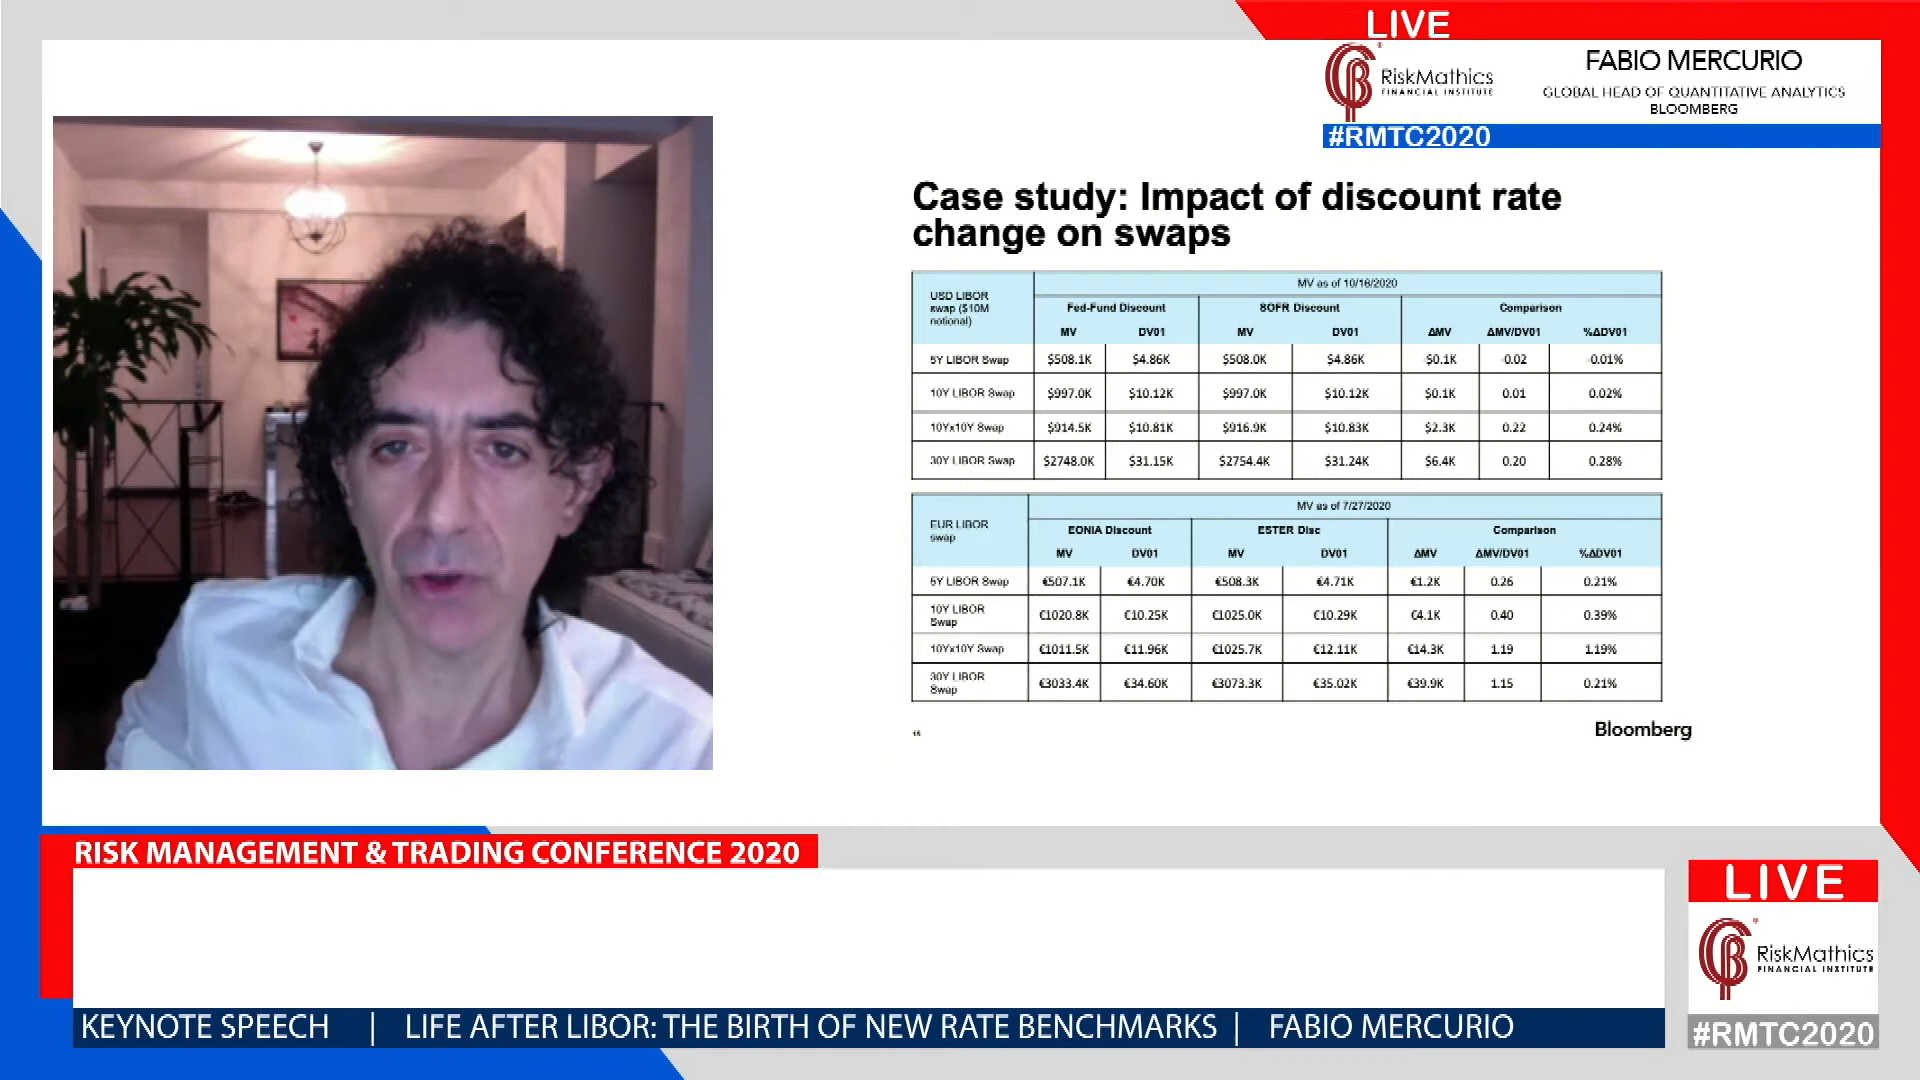 LIVE
RiskMathics
FINANCIAL INSTITUTE
FABIO MERCURIO
GLOBAL HEAD OF QUANTITATIVE ANALYTICS
BLOOMBERG
#RMTC2020
Case study: Impact of discount rate
change on swaps
USD LIBOR swap ($10M notional) MV as of 10/16/2020
Fed-Fund Discount SOFR Discount Comparison
MV DV01 MV DV01 ΔMV ΔMV/DV01 %ΔDV01
5Y LIBOR Swap $508.1K $4.86K $508.0K $4.86K -$0.1K -0.02 -0.01%
10Y LIBOR Swap $997.0K $10.12K $997.0K $10.12K $0.1K 0.01 0.02%
10Yx10Y Swap $914.5K $10.81K $916.9K $10.83K $2.3K 0.22 0.24%
30Y LIBOR Swap $2748.0K $31.15K $2754.4K $31.24K $6.4K 0.20 0.28%
EUR LIBOR swap MV as of 7/27/2020
EONIA Discount ESTER Disc Comparison
MV DV01 MV DV01 ΔMV ΔMV/DV01 %ΔDV01
5Y LIBOR Swap €507.1K €4.70K €508.3K €4.71K €1.2K 0.26 0.21%
10Y LIBOR Swap €1020.8K €10.25K €1025.0K €10.29K €4.1K 0.40 0.39%
10Yx10Y Swap €1011.5K €11.96K €1025.7K €12.11K €14.3K 1.19 1.19%
30Y LIBOR Swap €3033.4K €34.60K €3073.3K €35.02K €39.9K 1.15 0.21%
Bloomberg
RISK MANAGEMENT & TRADING CONFERENCE 2020
LIVE
RiskMathics
FINANCIAL INSTITUTE
#RMTC2020
KEYNOTE SPEECH | LIFE AFTER LIBOR: THE BIRTH OF NEW RATE BENCHMARKS | FABIO MERCURIO